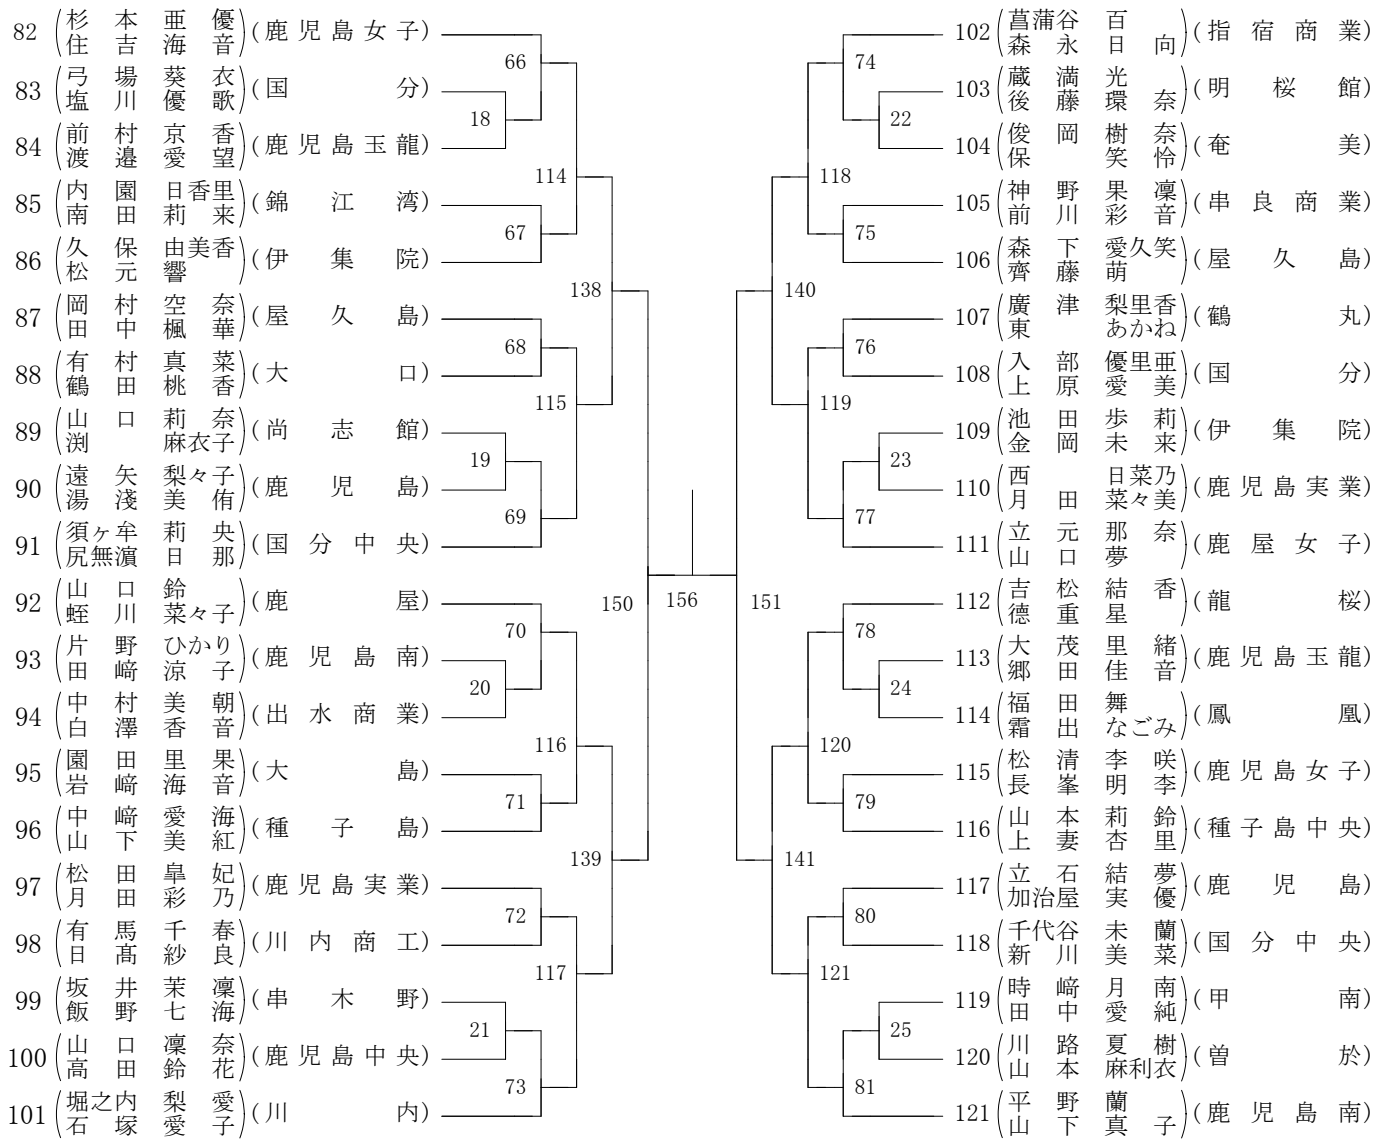 82 (杉本亜優 住吉海音) (鹿児島女子)
83 (弓場葵衣 塩川優歌) (国分)
84 (前村京香 渡邉愛望) (鹿児島玉龍)
85 (内園日香里 南田莉来) (錦江湾)
86 (久保由美香 松元響) (伊集院)
87 (岡村空奈 田中楓華) (屋久島)
88 (有村真菜 鶴田桃香) (大口)
89 (山口莉奈 渕麻衣子) (尚志館)
90 (遠矢梨々子 湯淺美侑) (鹿児島)
91 (須ヶ牟莉央 尻無濵日那) (国分中央)
92 (山口鈴 蛭川菜々子) (鹿屋)
93 (片野ひかり 田﨑涼子) (鹿児島南)
94 (中村美朝 白澤香音) (出水商業)
95 (園田里果 岩﨑海音) (大島)
96 (中﨑愛海 山下美紅) (種子島)
97 (松田皐妃 月田彩乃) (鹿児島実業)
98 (有馬千春 日髙紗良) (川内商工)
99 (坂井茉凜 飯野七海) (串木野)
100 (山口凜奈 高田鈴花) (鹿児島中央)
101 (堀之内梨愛 石塚愛子) (川内)
66
18
114
67
138
68
115
19
69
150
70
20
116
71
139
72
117
21
73
156
74
22
118
75
140
76
119
23
77
151
78
24
120
79
141
80
121
25
81
102 (菖蒲谷百 森永日向) (指宿商業)
103 (蔵満光 後藤環奈) (明桜館)
104 (俊岡樹奈 保笑怜) (奄美)
105 (神野果凜 前川彩音) (串良商業)
106 (森下愛久笑 齊藤萌) (屋久島)
107 (廣津梨里香 東あかね) (鶴丸)
108 (入部優里亜 上原愛美) (国分)
109 (池田歩莉 金岡未来) (伊集院)
110 (西日菜乃 月田菜々美) (鹿児島実業)
111 (立元那奈 山口夢) (鹿屋女子)
112 (吉松結香 德重星) (龍桜)
113 (大茂里緒 郷田佳音) (鹿児島玉龍)
114 (福田舞 霜出なごみ) (鳳凰)
115 (松清李咲 長峯明李) (鹿児島女子)
116 (山本莉鈴 上妻杏里) (種子島中央)
117 (立石結夢 加治屋実優) (鹿児島)
118 (千代谷未蘭 新川美菜) (国分中央)
119 (時﨑月南 田中愛純) (甲南)
120 (川路夏樹 山本麻利衣) (曽於)
121 (平野蘭 山下真子) (鹿児島南)